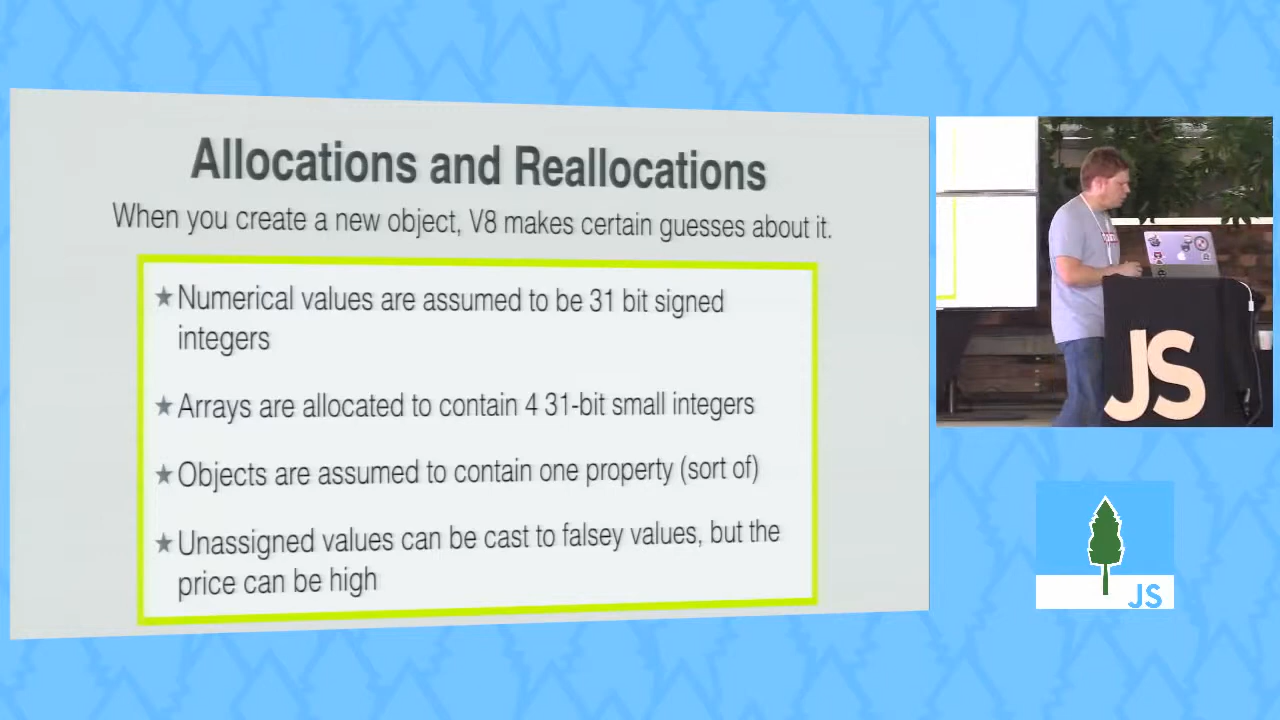 Allocations and Reallocations
When you create a new object, V8 makes certain guesses about it.
★Numerical values are assumed to be 31 bit signed
integers
★Arrays are allocated to contain 4 31-bit small integers
★Objects are assumed to contain one property (sort of)
★Unassigned values can be cast to falsey values, but the
price can be high
JS
JS